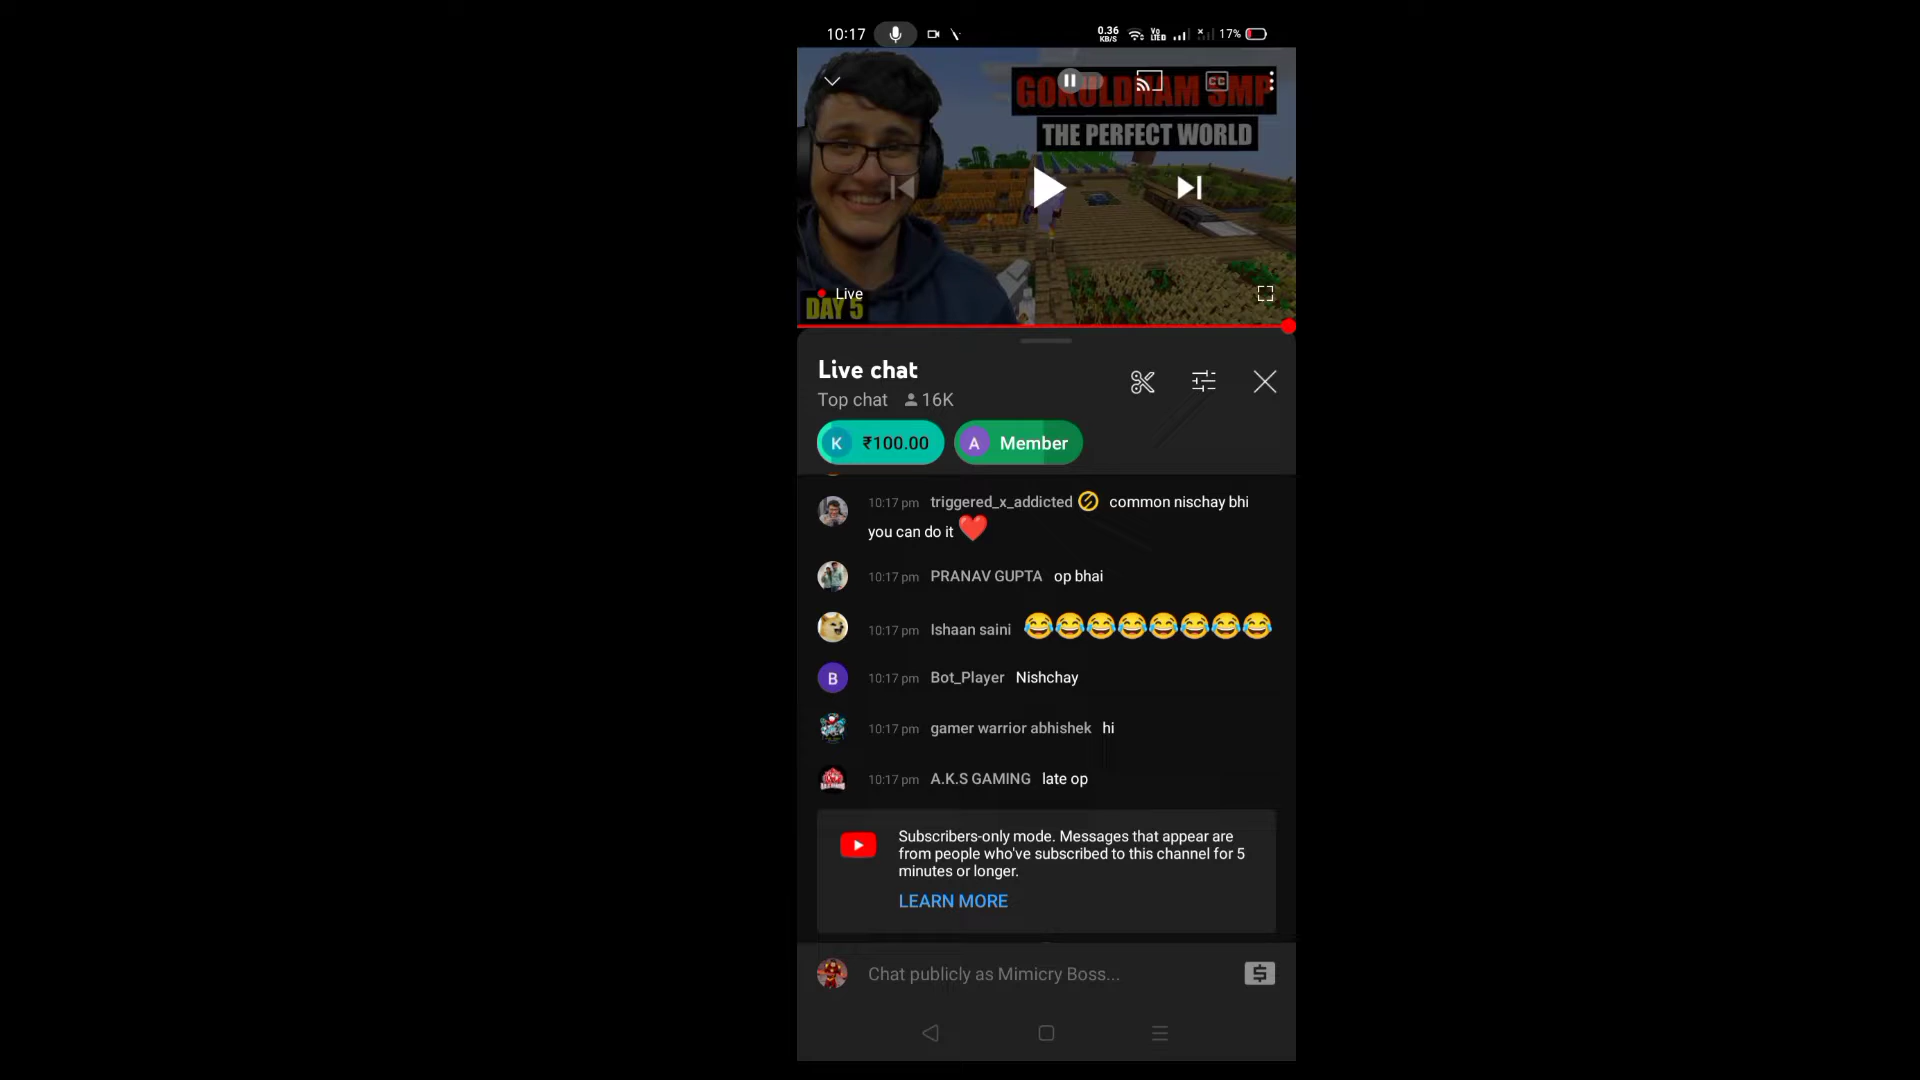 10:17 0.36 KB/S Vo LTE 17%
GOKULDHAM SMP
CC
THE PERFECT WORLD
Live
DAY 5
Live chat
Top chat 16K
K ₹100.00 A Member
10:17 pm triggered_x_addicted common nischay bhi
you can do it ❤️
10:17 pm PRANAV GUPTA op bhai
10:17 pm Ishaan saini 😂😂😂😂😂😂😂😂
B 10:17 pm Bot_Player Nishchay
10:17 pm gamer warrior abhishek hi
10:17 pm A.K.S GAMING late op
Subscribers-only mode. Messages that appear are
from people who've subscribed to this channel for 5
minutes or longer.
LEARN MORE
Chat publicly as Mimicry Boss... $